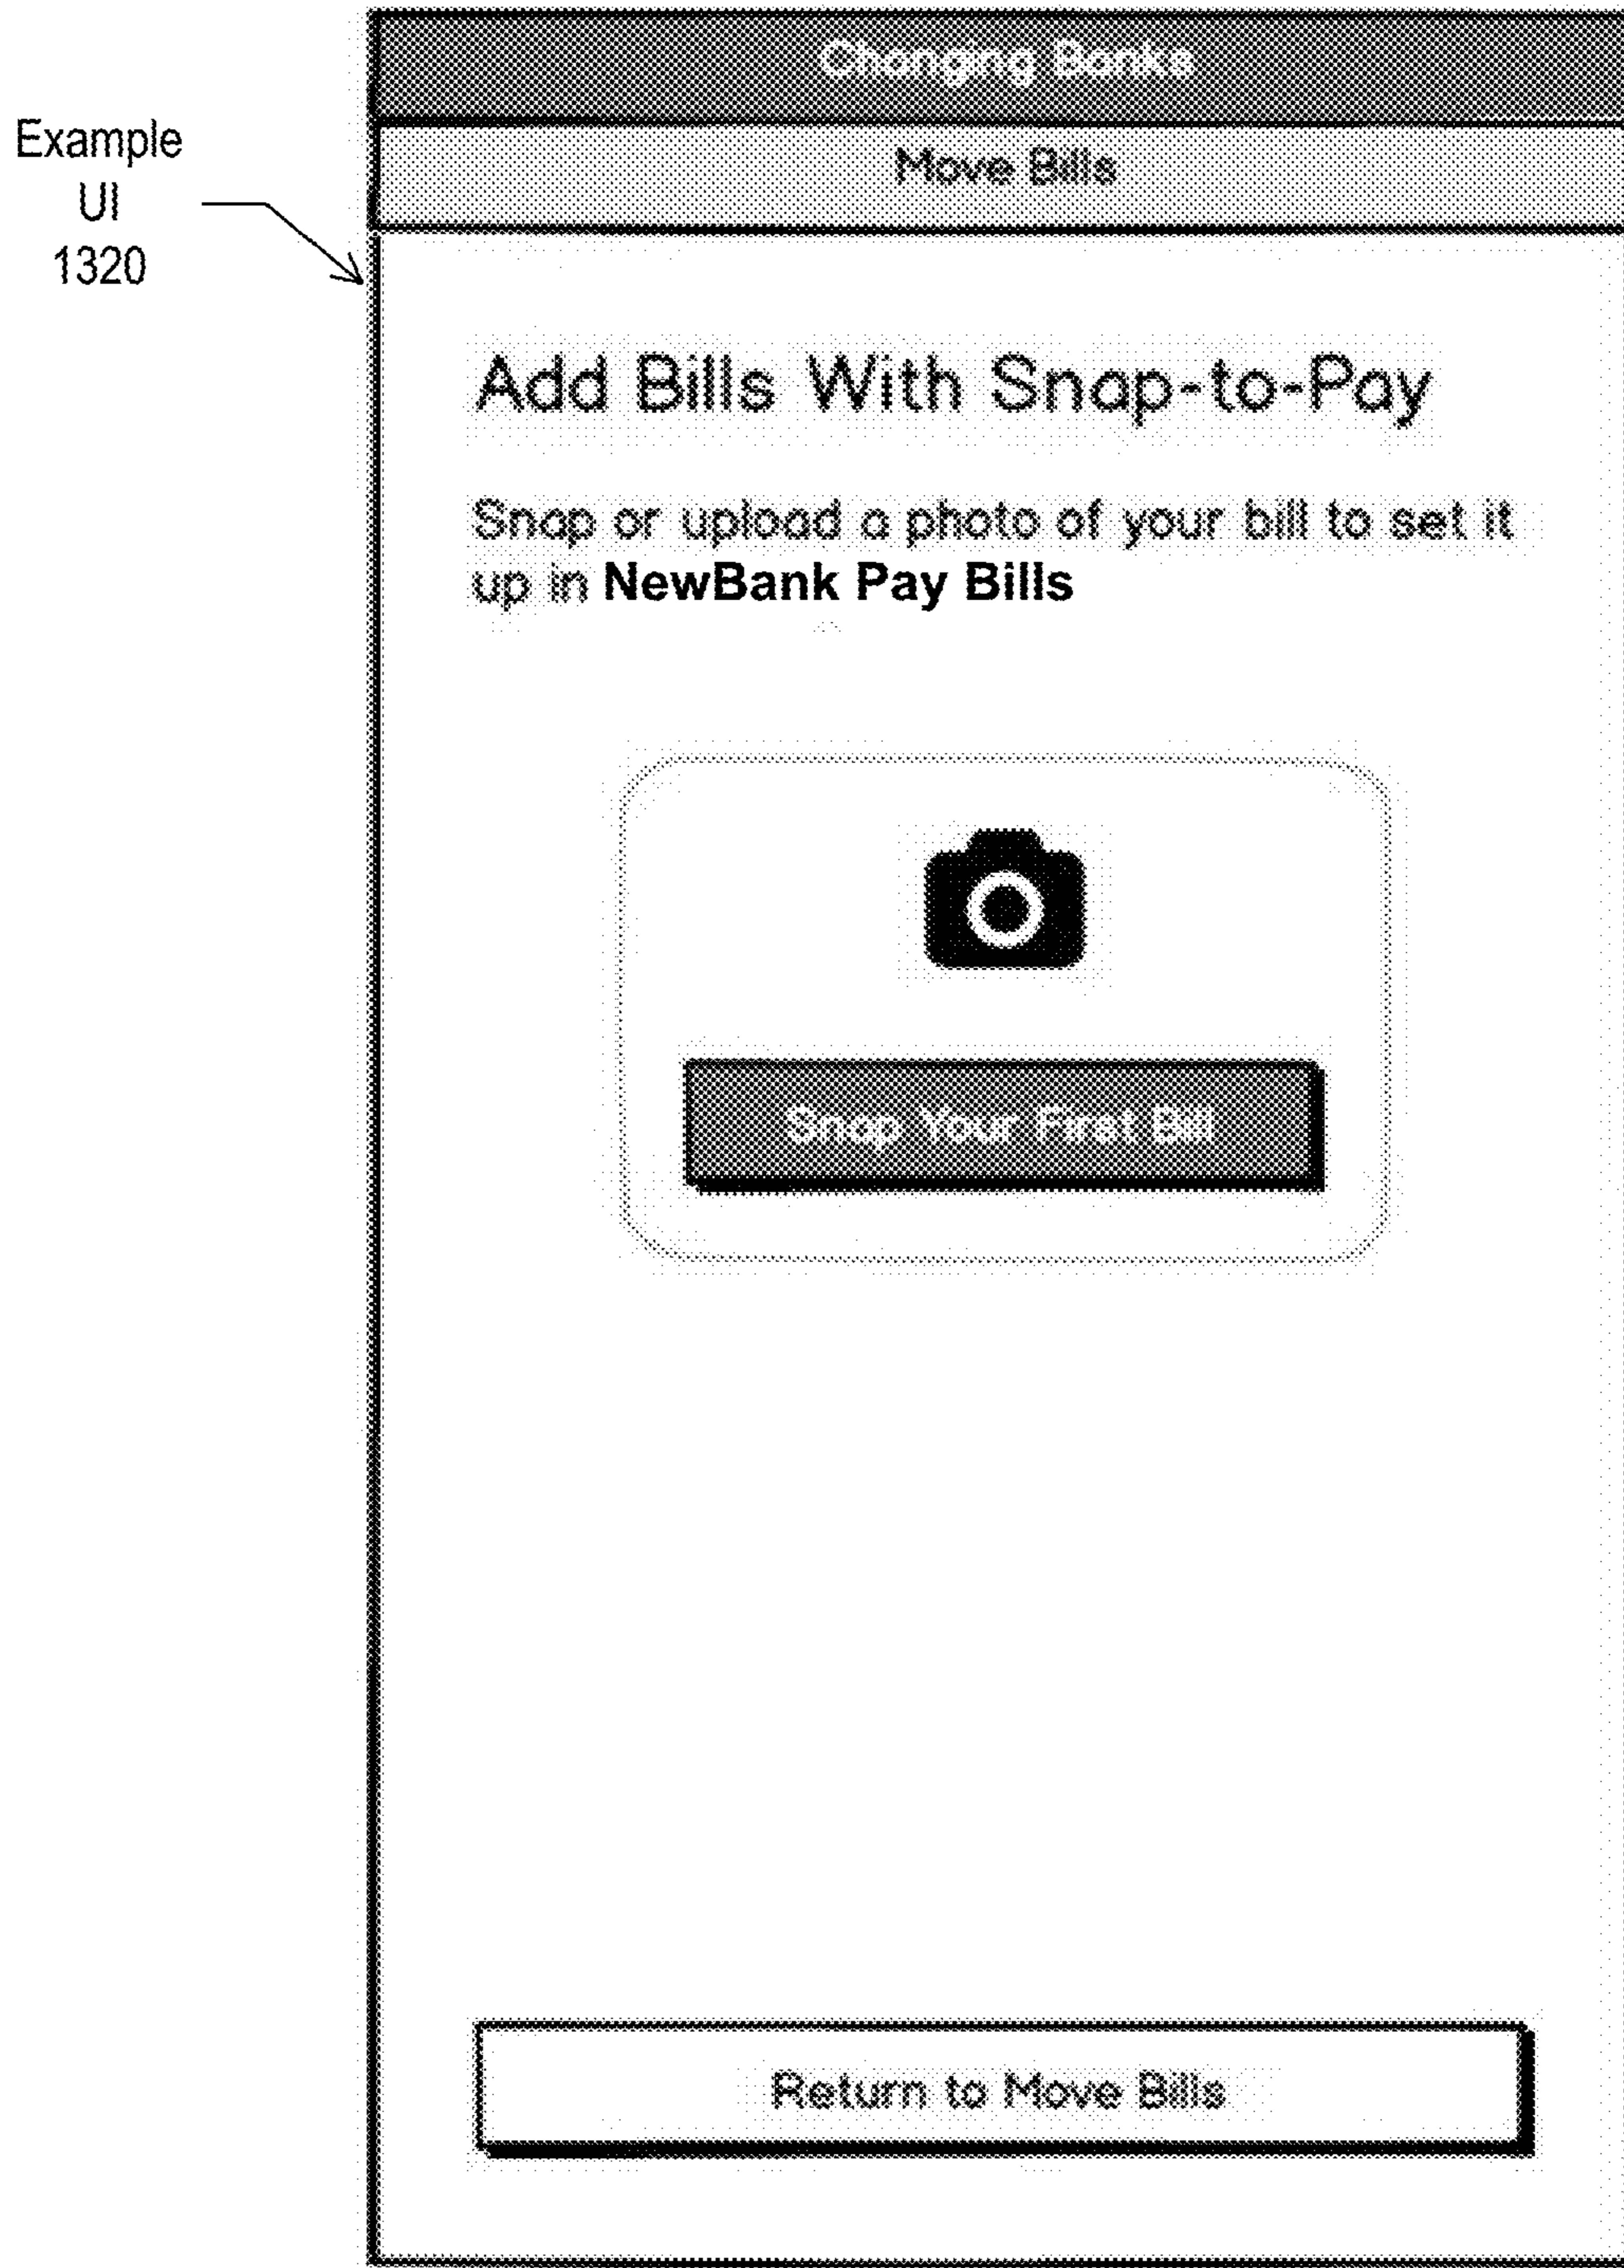 Changing Banks
Move Bills
Example
UI
1320
Add Bills With Snap-to-Pay
Snap or upload a photo of your bill to set it
up in NewBank Pay Bills
Snap Your First Bill
Return to Move Bills